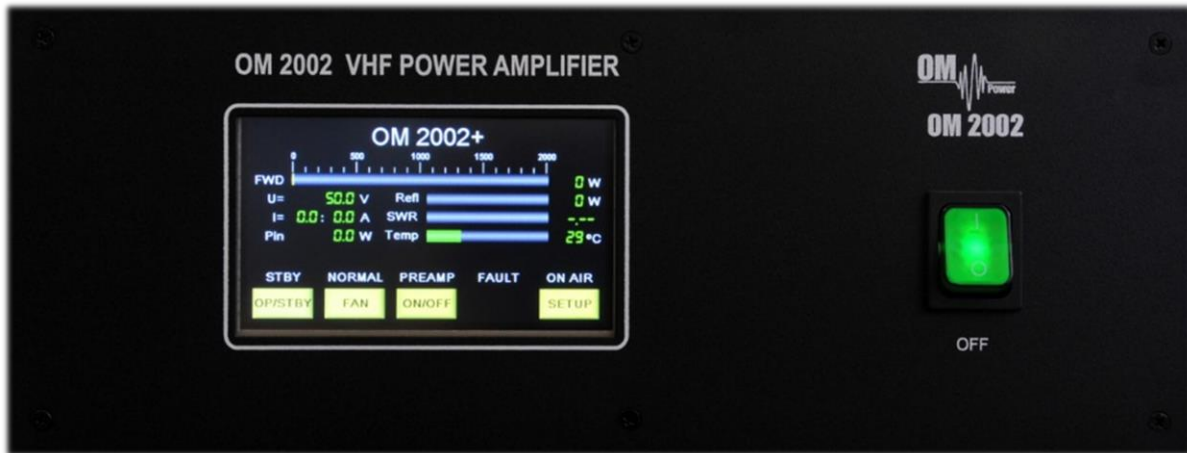 OM 2002 VHF POWER AMPLIFIER
OM 2002+
0 500 1000 1500 2000
FWD 0 W
U= 50.0 V Refl 0 W
I= 0.0: 0.0 A SWR -.--
Pin 0.0 W Temp 29 °C
STBY NORMAL PREAMP FAULT ON AIR
OP/STBY FAN ON/OFF SETUP
OM
Power
OM 2002
I
O
OFF